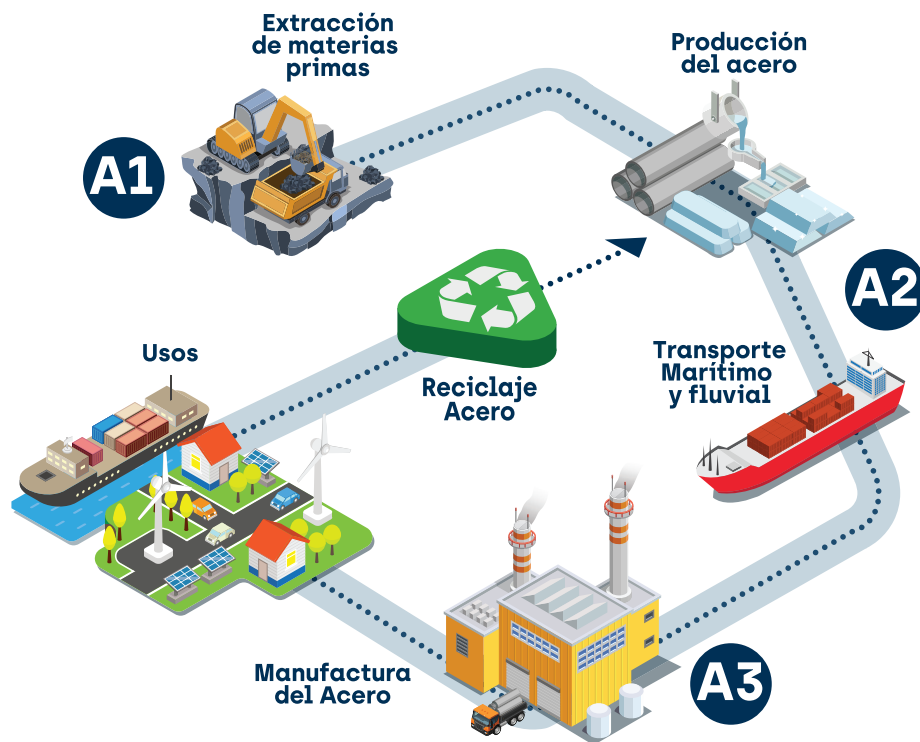 Extracción
de materias
primas
Producción
del acero
A1
A2
Usos
Transporte
Marítimo
y fluvial
Reciclaje
Acero
Manufactura
del Acero
A3